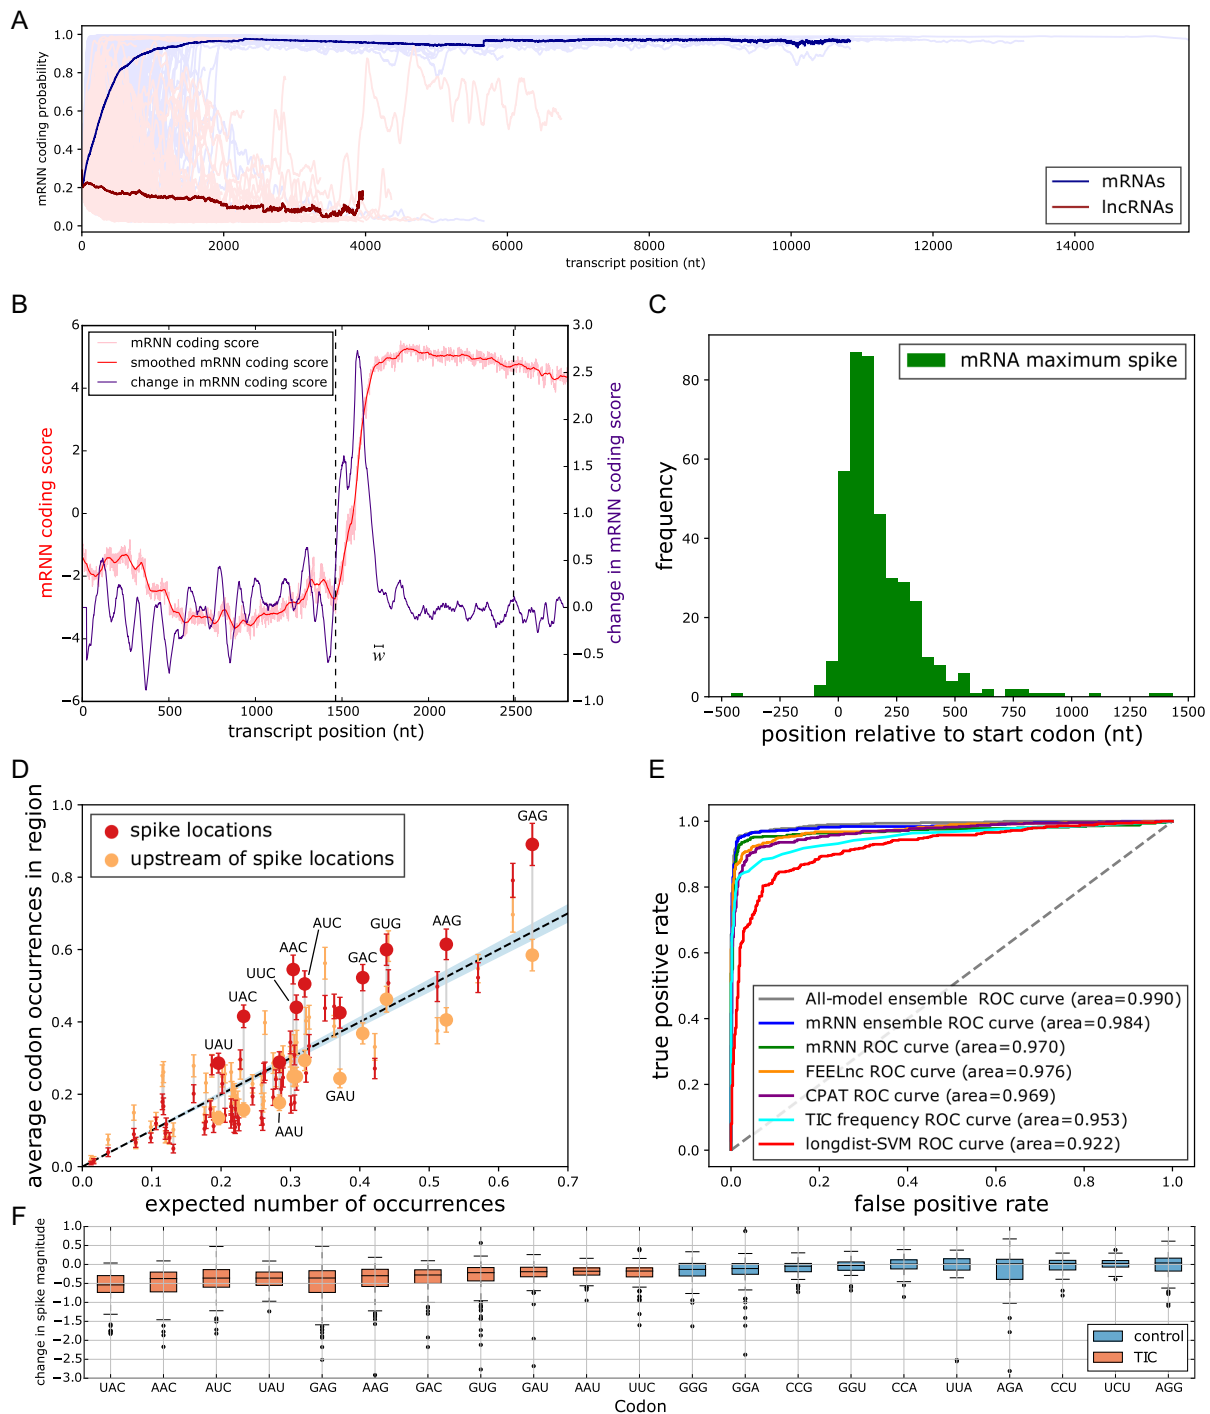 A
mRNN coding probability
1.0
0.8
0.6
0.4
0.2
0.0
mRNAs
lncRNAs
0 2000 4000 6000 8000 10000 12000 14000
transcript position (nt)
B
mRNN coding score
smoothed mRNN coding score
change in mRNN coding score
6
4
2
0
−2
−4
−6
mRNN coding score
3.0
2.5
2.0
1.5
1.0
0.5
0.0
−0.5
−1.0
change in mRNN coding score
w
0 500 1000 1500 2000 2500
transcript position (nt)
C
mRNA maximum spike
frequency
80
60
40
20
0
−500 −250 0 250 500 750 1000 1250 1500
position relative to start codon (nt)
D
average codon occurrences in region
1.0
0.8
0.6
0.4
0.2
0.0
spike locations
upstream of spike locations
GAG
AUC
GUG
AAG
AAC
GAC
UUC
UAC
UAU
GAU
AAU
0.0 0.1 0.2 0.3 0.4 0.5 0.6 0.7
expected number of occurrences
E
true positive rate
1.0
0.8
0.6
0.4
0.2
0.0
All-model ensemble ROC curve (area=0.990)
mRNN ensemble ROC curve (area=0.984)
mRNN ROC curve (area=0.970)
FEELnc ROC curve (area=0.976)
CPAT ROC curve (area=0.969)
TIC frequency ROC curve (area=0.953)
longdist-SVM ROC curve (area=0.922)
0.0 0.2 0.4 0.6 0.8 1.0
false positive rate
F
change in spike magnitude
1.0
0.5
0.0
−0.5
−1.0
−1.5
−2.0
−2.5
−3.0
control
TIC
UAC AAC AUC UAU GAG AAG GAC GUG GAU AAU UUC GGG GGA CCG GGU CCA UUA AGA CCU UCU AGG
Codon